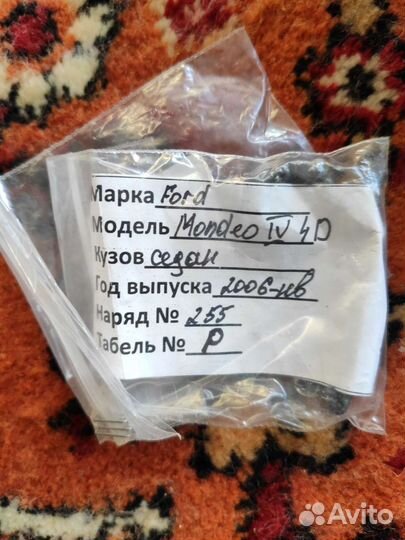 Марка Ford
Модель Mondeo IV 4D
Кузов седан
Год выпуска 2006-нв
Наряд № 255
Табель № Р
Avito